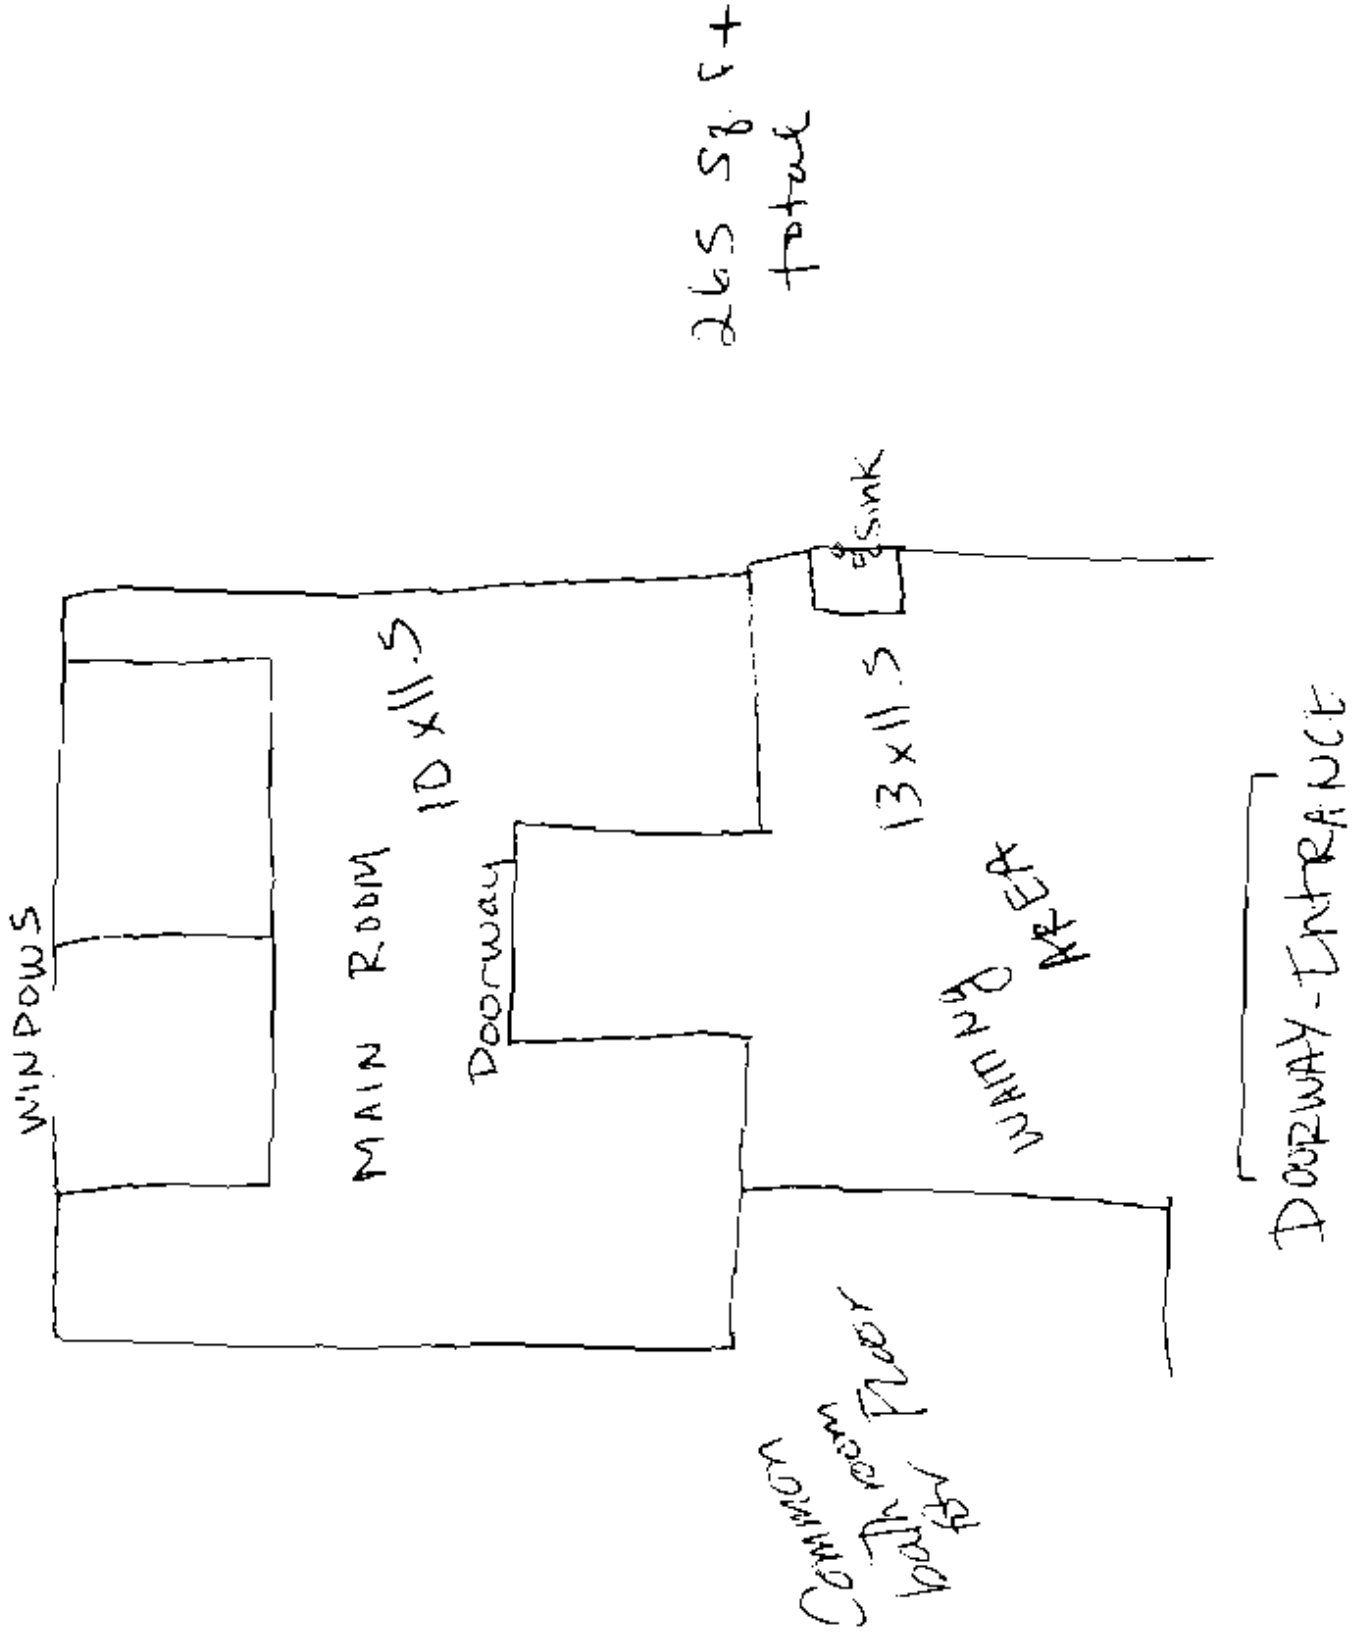 WINDOWS
MAIN ROOM
10 x 11.5
Doorway
265 Sq ft
total
sink
13 x 11.5
WAITINg
AREA
Common
bathroom
for Floor
DOORWAY - ENtRANCE